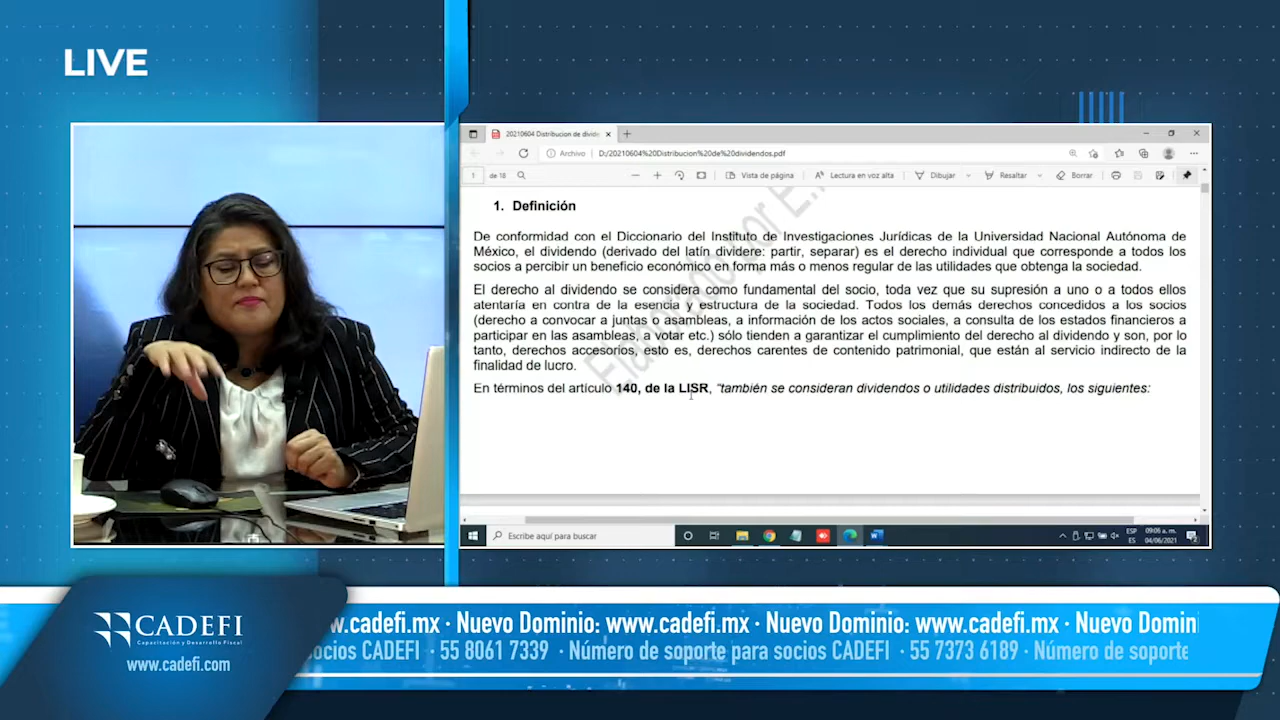 LIVE
20210604 Distribucion de divide
Archivo D:/20210604%20Distribucion%20de%20dividendos.pdf
1 de 18 Vista de página Lectura en voz alta Dibujar Resaltar Borrar
Elaborado por E.
1. Definición
De conformidad con el Diccionario del Instituto de Investigaciones Jurídicas de la Universidad Nacional Autónoma de
México, el dividendo (derivado del latín dividere: partir, separar) es el derecho individual que corresponde a todos los
socios a percibir un beneficio económico en forma más o menos regular de las utilidades que obtenga la sociedad.
El derecho al dividendo se considera como fundamental del socio, toda vez que su supresión a uno o a todos ellos
atentaría en contra de la esencia y estructura de la sociedad. Todos los demás derechos concedidos a los socios
(derecho a convocar a juntas o asambleas, a información de los actos sociales, a consulta de los estados financieros a
participar en las asambleas, a votar etc.) sólo tienden a garantizar el cumplimiento del derecho al dividendo y son, por lo
tanto, derechos accesorios, esto es, derechos carentes de contenido patrimonial, que están al servicio indirecto de la
finalidad de lucro.
En términos del artículo 140, de la LISR, "también se consideran dividendos o utilidades distribuidos, los siguientes:
Escribe aquí para buscar
ESP 09:06 a. m.
ES 04/06/2021
CADEFI
Capacitación y Desarrollo Fiscal
www.cadefi.com
w.cadefi.mx · Nuevo Dominio: www.cadefi.mx · Nuevo Dominio: www.cadefi.mx · Nuevo Domini
socios CADEFI · 55 8061 7339 · Número de soporte para socios CADEFI · 55 7373 6189 · Número de soporte